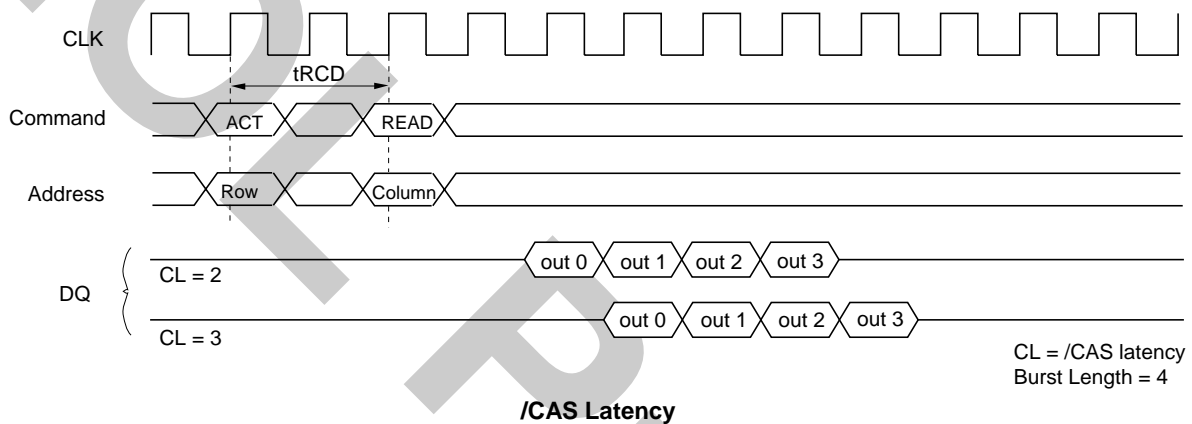 CLK
tRCD
Command
ACT
READ
Address
Row
Column
DQ
CL = 2
out 0
out 1
out 2
out 3
CL = 3
out 0
out 1
out 2
out 3
CL = /CAS latency
Burst Length = 4
/CAS Latency